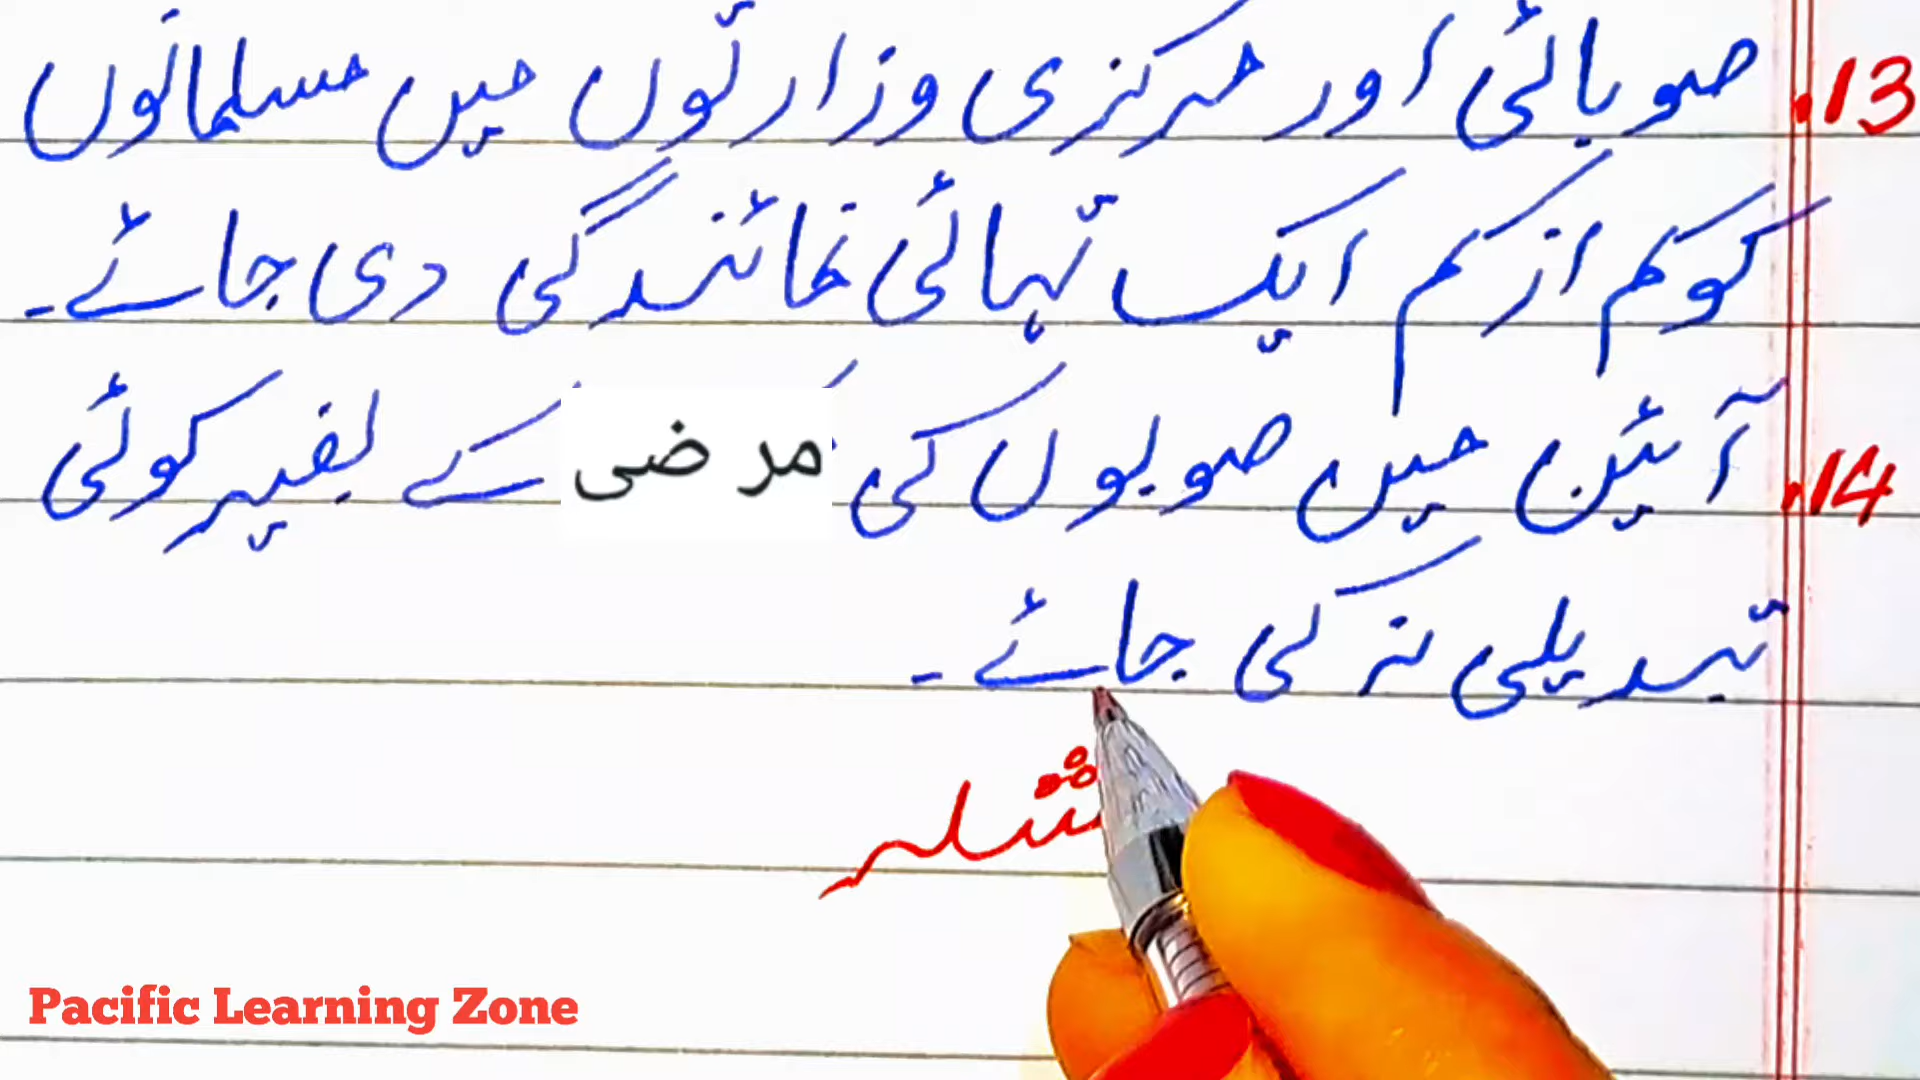 13. صوبائی اور مرکزی وزارتوں میں مسلمانوں
کو کم از کم ایک تہائی نمائندگی دی جائے۔
14. آئین میں صوبوں کی مرضی کے بغیر کوئی
تبدیلی نہ کی جائے۔
Pacific Learning Zone